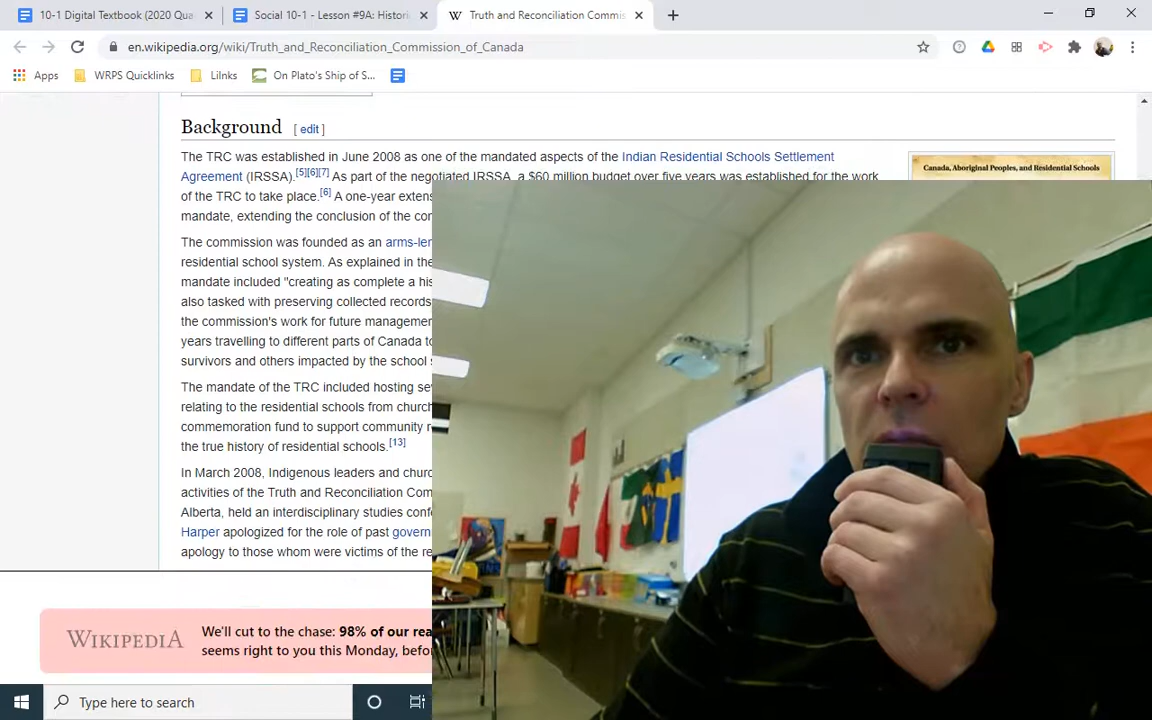 10-1 Digital Textbook (2020 Qua
Social 10-1 - Lesson #9A: Histori
Truth and Reconciliation Commis
en.wikipedia.org/wiki/Truth_and_Reconciliation_Commission_of_Canada
Apps
WRPS Quicklinks
LiInks
On Plato's Ship of S...
Background [ edit ]
The TRC was established in June 2008 as one of the mandated aspects of the Indian Residential Schools Settlement
Agreement (IRSSA).[5][6][7] As part of the negotiated IRSSA, a $60 million budget over five years was established for the work
of the TRC to take place.[6] A one-year extens
mandate, extending the conclusion of the con
The commission was founded as an arms-ler
residential school system. As explained in the
mandate included "creating as complete a his
also tasked with preserving collected records
the commission's work for future managemer
years travelling to different parts of Canada to
survivors and others impacted by the school s
The mandate of the TRC included hosting sev
relating to the residential schools from church
commemoration fund to support community r
the true history of residential schools.[13]
In March 2008, Indigenous leaders and churc
activities of the Truth and Reconciliation Com
Alberta, held an interdisciplinary studies confe
Harper apologized for the role of past govern
apology to those whom were victims of the re
Canada, Aboriginal Peoples, and Residential Schools
WIKIPEDIA
We'll cut to the chase: 98% of our rea
seems right to you this Monday, befor
Type here to search